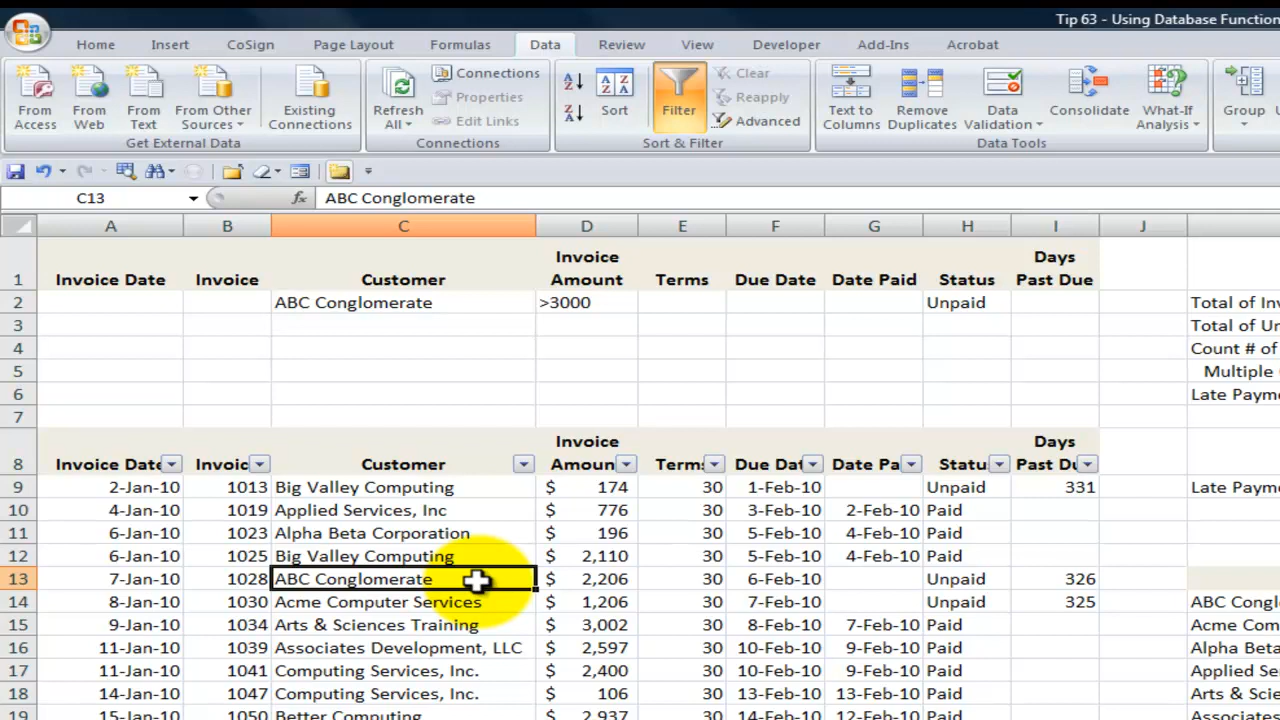 Tip 63 - Using Database Function
Home Insert CoSign Page Layout Formulas Data Review View Developer Add-Ins Acrobat
From Access From Web From Text From Other Sources Existing Connections Refresh All Connections Properties Edit Links Sort Filter Clear Reapply Advanced Text to Columns Remove Duplicates Data Validation Consolidate What-If Analysis Group
Get External Data Connections Sort & Filter Data Tools
C13 fx ABC Conglomerate
A B C D E F G H I J
1 Invoice Date Invoice Customer Invoice Amount Terms Due Date Date Paid Status Days Past Due
2 ABC Conglomerate >3000 Unpaid Total of Inv
3 Total of Un
4 Count # of
5 Multiple
6 Late Payme
7
8 Invoice Date Invoic Customer Invoice Amoun Term Due Dat Date Pa Statu Days Past Du
9 2-Jan-10 1013 Big Valley Computing $ 174 30 1-Feb-10 Unpaid 331 Late Payme
10 4-Jan-10 1019 Applied Services, Inc $ 776 30 3-Feb-10 2-Feb-10 Paid
11 6-Jan-10 1023 Alpha Beta Corporation $ 196 30 5-Feb-10 4-Feb-10 Paid
12 6-Jan-10 1025 Big Valley Computing $ 2,110 30 5-Feb-10 4-Feb-10 Paid
13 7-Jan-10 1028 ABC Conglomerate $ 2,206 30 6-Feb-10 Unpaid 326
14 8-Jan-10 1030 Acme Computer Services $ 1,206 30 7-Feb-10 Unpaid 325 ABC Congl
15 9-Jan-10 1034 Arts & Sciences Training $ 3,002 30 8-Feb-10 7-Feb-10 Paid Acme Com
16 11-Jan-10 1039 Associates Development, LLC $ 2,597 30 10-Feb-10 9-Feb-10 Paid Alpha Beta
17 11-Jan-10 1041 Computing Services, Inc. $ 2,400 30 10-Feb-10 9-Feb-10 Paid Applied Se
18 14-Jan-10 1047 Computing Services, Inc. $ 106 30 13-Feb-10 13-Feb-10 Paid Arts & Scie
19 15-Jan-10 1050 Better Computing $ 2,937 30 14-Feb-10 12-Feb-10 Paid Associates